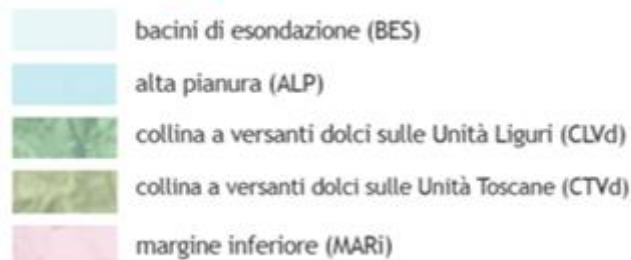 bacini di esondazione (BES)
alta pianura (ALP)
collina a versanti dolci sulle Unità Liguri (CLVd)
collina a versanti dolci sulle Unità Toscane (CTVd)
margine inferiore (MARi)